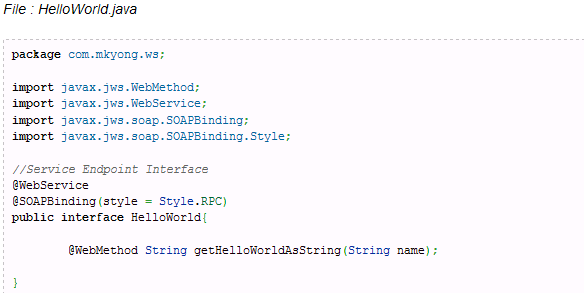 File : HelloWorld.java
package com.mkyong.ws;
import javax.jws.WebMethod;
import javax.jws.WebService;
import javax.jws.soap.SOAPBinding;
import javax.jws.soap.SOAPBinding.Style;
//Service Endpoint Interface
@WebService
@SOAPBinding(style = Style.RPC)
public interface HelloWorld{
@WebMethod String getHelloWorldAsString(String name);
}